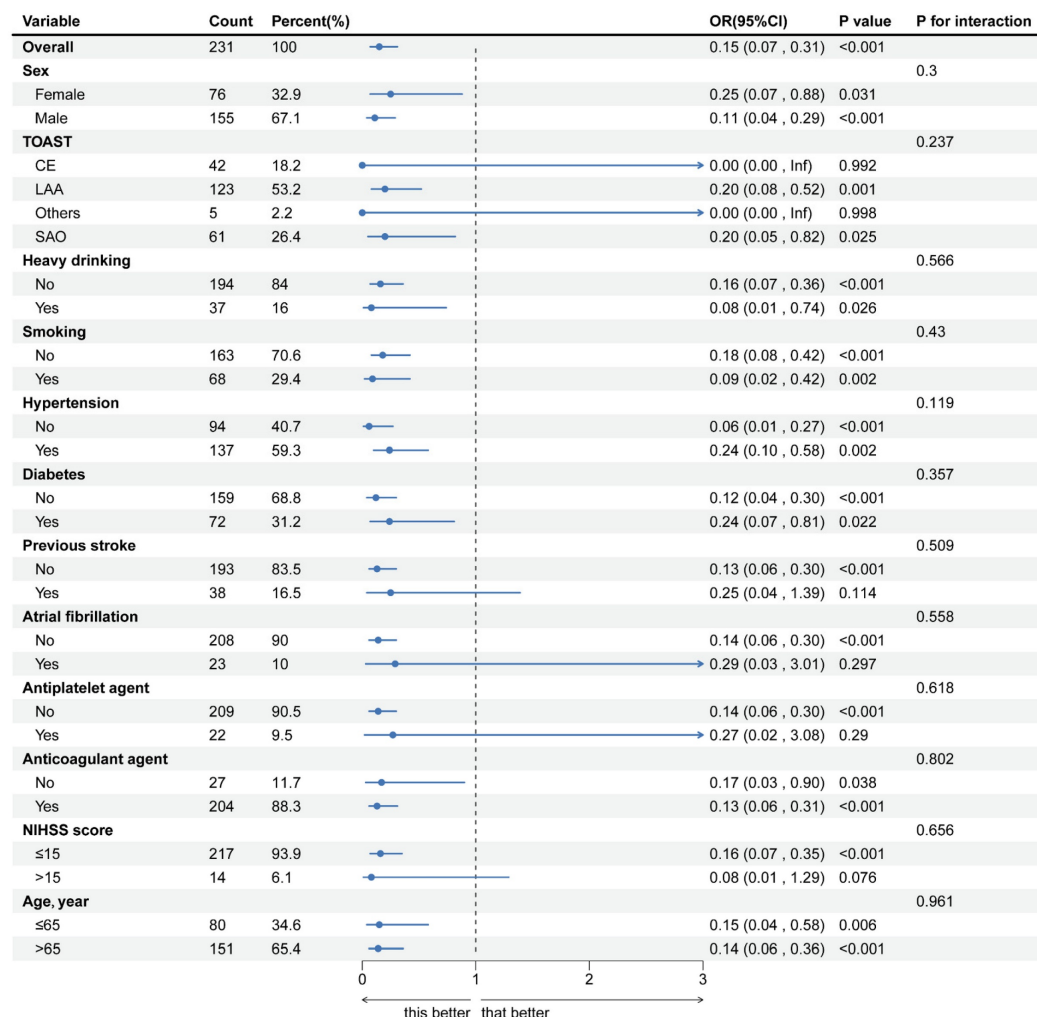 Variable Count Percent(%) OR(95%CI) P value P for interaction
Overall 231 100 0.15 (0.07 , 0.31) <0.001
Sex 0.3
Female 76 32.9 0.25 (0.07 , 0.88) 0.031
Male 155 67.1 0.11 (0.04 , 0.29) <0.001
TOAST 0.237
CE 42 18.2 0.00 (0.00 , Inf) 0.992
LAA 123 53.2 0.20 (0.08 , 0.52) 0.001
Others 5 2.2 0.00 (0.00 , Inf) 0.998
SAO 61 26.4 0.20 (0.05 , 0.82) 0.025
Heavy drinking 0.566
No 194 84 0.16 (0.07 , 0.36) <0.001
Yes 37 16 0.08 (0.01 , 0.74) 0.026
Smoking 0.43
No 163 70.6 0.18 (0.08 , 0.42) <0.001
Yes 68 29.4 0.09 (0.02 , 0.42) 0.002
Hypertension 0.119
No 94 40.7 0.06 (0.01 , 0.27) <0.001
Yes 137 59.3 0.24 (0.10 , 0.58) 0.002
Diabetes 0.357
No 159 68.8 0.12 (0.04 , 0.30) <0.001
Yes 72 31.2 0.24 (0.07 , 0.81) 0.022
Previous stroke 0.509
No 193 83.5 0.13 (0.06 , 0.30) <0.001
Yes 38 16.5 0.25 (0.04 , 1.39) 0.114
Atrial fibrillation 0.558
No 208 90 0.14 (0.06 , 0.30) <0.001
Yes 23 10 0.29 (0.03 , 3.01) 0.297
Antiplatelet agent 0.618
No 209 90.5 0.14 (0.06 , 0.30) <0.001
Yes 22 9.5 0.27 (0.02 , 3.08) 0.29
Anticoagulant agent 0.802
No 27 11.7 0.17 (0.03 , 0.90) 0.038
Yes 204 88.3 0.13 (0.06 , 0.31) <0.001
NIHSS score 0.656
≤15 217 93.9 0.16 (0.07 , 0.35) <0.001
>15 14 6.1 0.08 (0.01 , 1.29) 0.076
Age, year 0.961
≤65 80 34.6 0.15 (0.04 , 0.58) 0.006
>65 151 65.4 0.14 (0.06 , 0.36) <0.001
0 1 2 3
this better that better